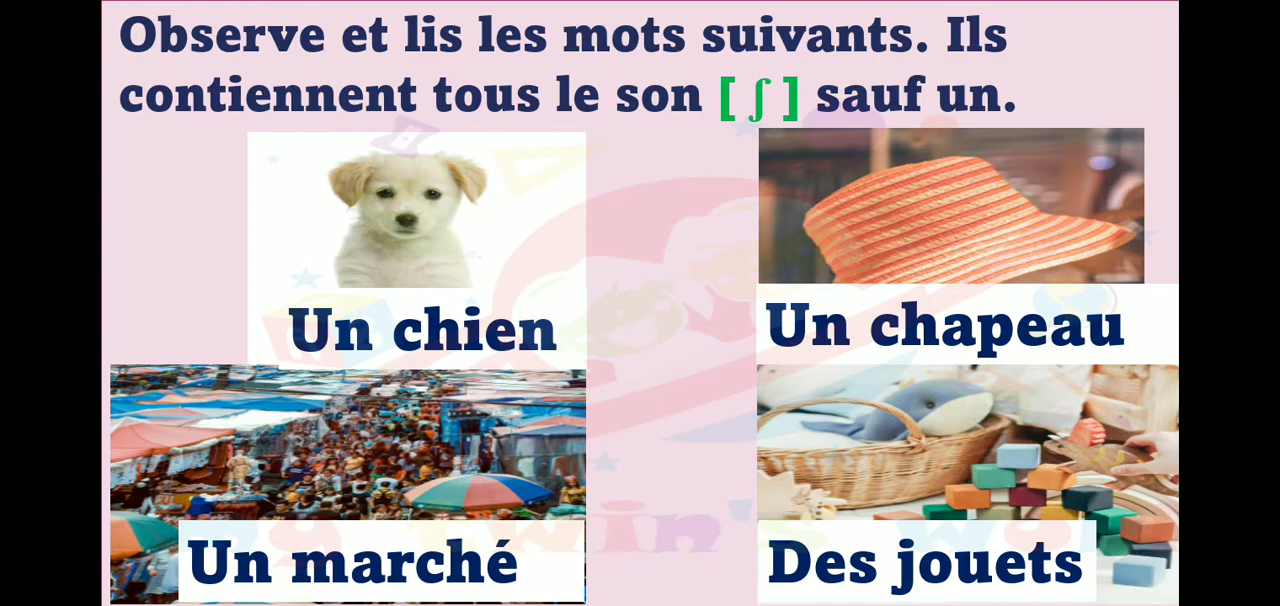 Observe et lis les mots suivants. Ils
contiennent tous le son [ ʃ ] sauf un.
Un chien
Un chapeau
Un marché
Des jouets